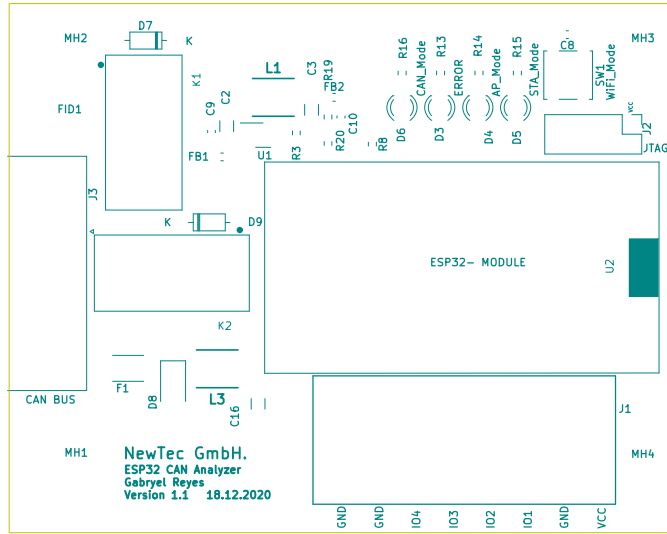 D7
MH2
K
MH3
R16
R13
R14
R15
C8
CAN_Mode
ERROR
AP_Mode
STA_Mode
SW1
WiFi_Mode
L1
C3
R19
FB2
K1
FID1
C9
C2
C10
VCC
J2
D6
D3
D4
D5
FB1
U1
R3
R20
R8
JTAG
J3
K
D9
ESP32- MODULE
U2
K2
F1
D8
L3
C16
CAN BUS
J1
MH1
MH4
NewTec GmbH.
ESP32 CAN Analyzer
Gabryel Reyes
Version 1.1 18.12.2020
GND
GND
IO4
IO3
IO2
IO1
GND
VCC